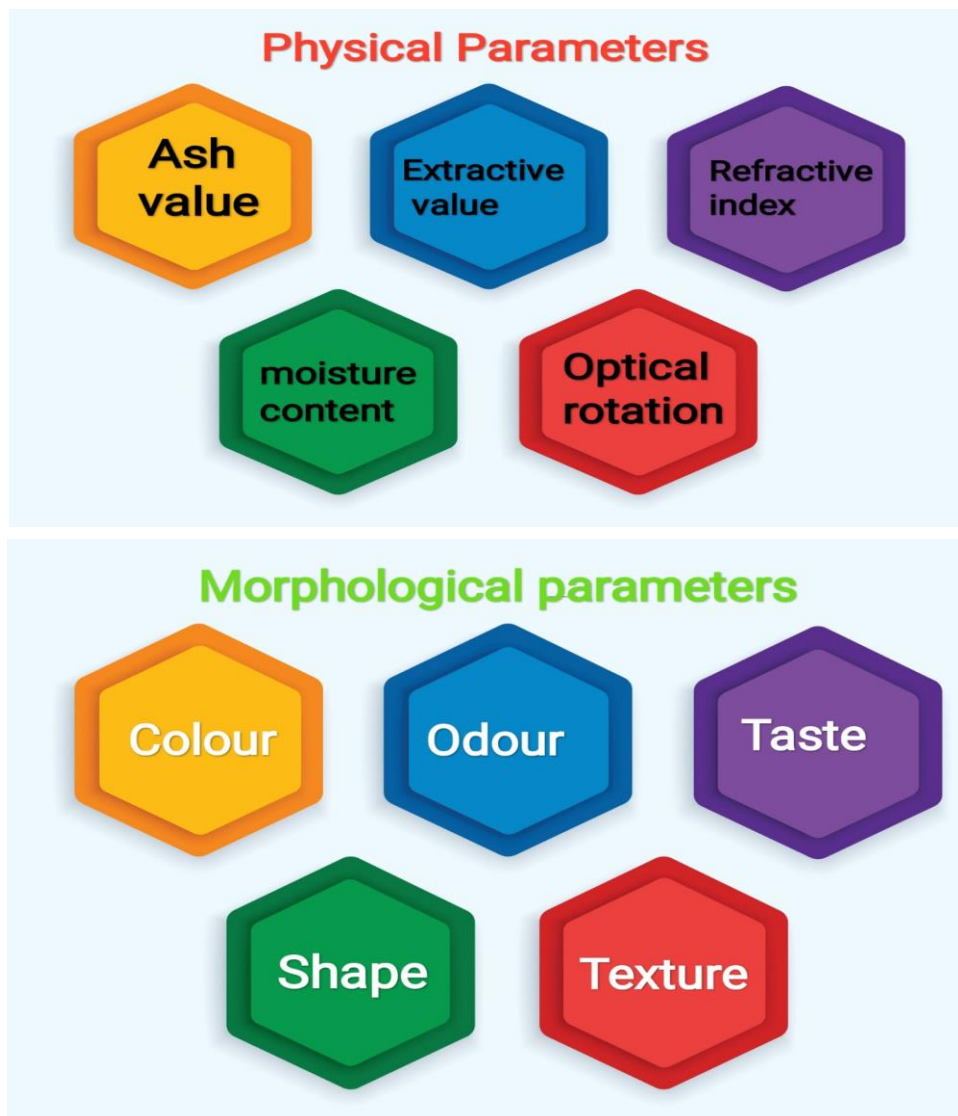 Physical Parameters
Ash
value
Extractive
value
Refractive
index
moisture
content
Optical
rotation
Morphological parameters
Colour
Odour
Taste
Shape
Texture